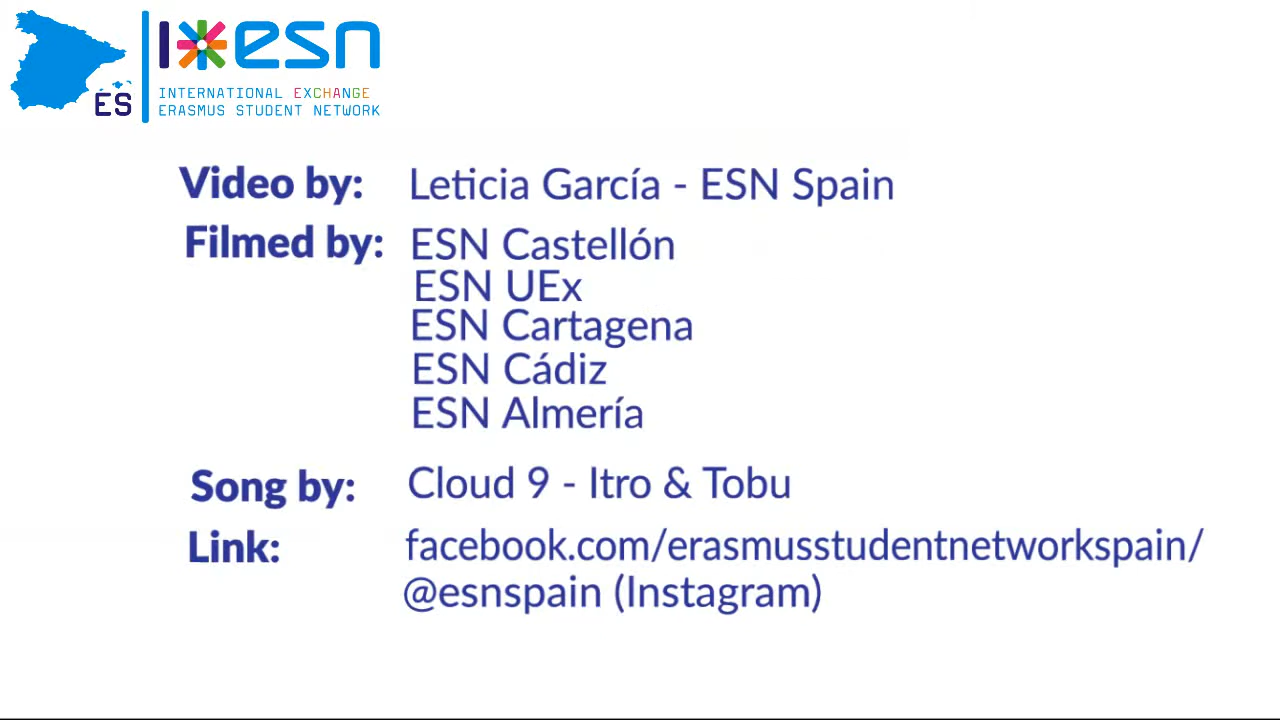 ES
esn
INTERNATIONAL EXCHANGE
ERASMUS STUDENT NETWORK
Video by: Leticia García - ESN Spain
Filmed by: ESN Castellón
ESN UEx
ESN Cartagena
ESN Cádiz
ESN Almería
Song by: Cloud 9 - Itro & Tobu
Link: facebook.com/erasmusstudentnetworkspain/
@esnspain (Instagram)